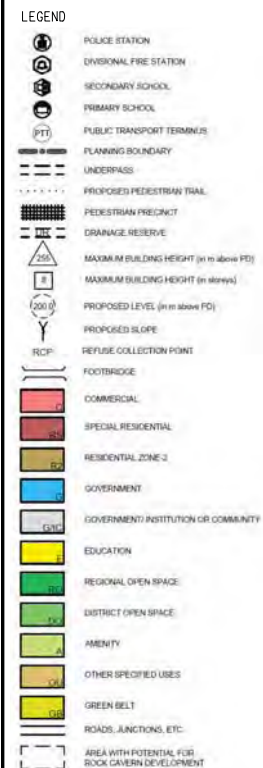 LEGEND
POLICE STATION
DIVISIONAL FIRE STATION
SECONDARY SCHOOL
PRIMARY SCHOOL
PTT PUBLIC TRANSPORT TERMINUS
PLANNING BOUNDARY
UNDERPASS
PROPOSED PEDESTRIAN TRAIL
PEDESTRIAN PRECINCT
DR DRAINAGE RESERVE
255 MAXIMUM BUILDING HEIGHT (in m above PD)
8 MAXIMUM BUILDING HEIGHT (in storeys)
200.0 PROPOSED LEVEL (in m above PD)
PROPOSED SLOPE
RCP REFUSE COLLECTION POINT
FOOTBRIDGE
C COMMERCIAL
RS SPECIAL RESIDENTIAL
R2 RESIDENTIAL ZONE-2
G GOVERNMENT
G/IC GOVERNMENT/ INSTITUTION OR COMMUNITY
E EDUCATION
RO REGIONAL OPEN SPACE
DO DISTRICT OPEN SPACE
A AMENITY
OU OTHER SPECIFIED USES
GB GREEN BELT
ROADS, JUNCTIONS, ETC.
AREA WITH POTENTIAL FOR
ROCK CAVERN DEVELOPMENT